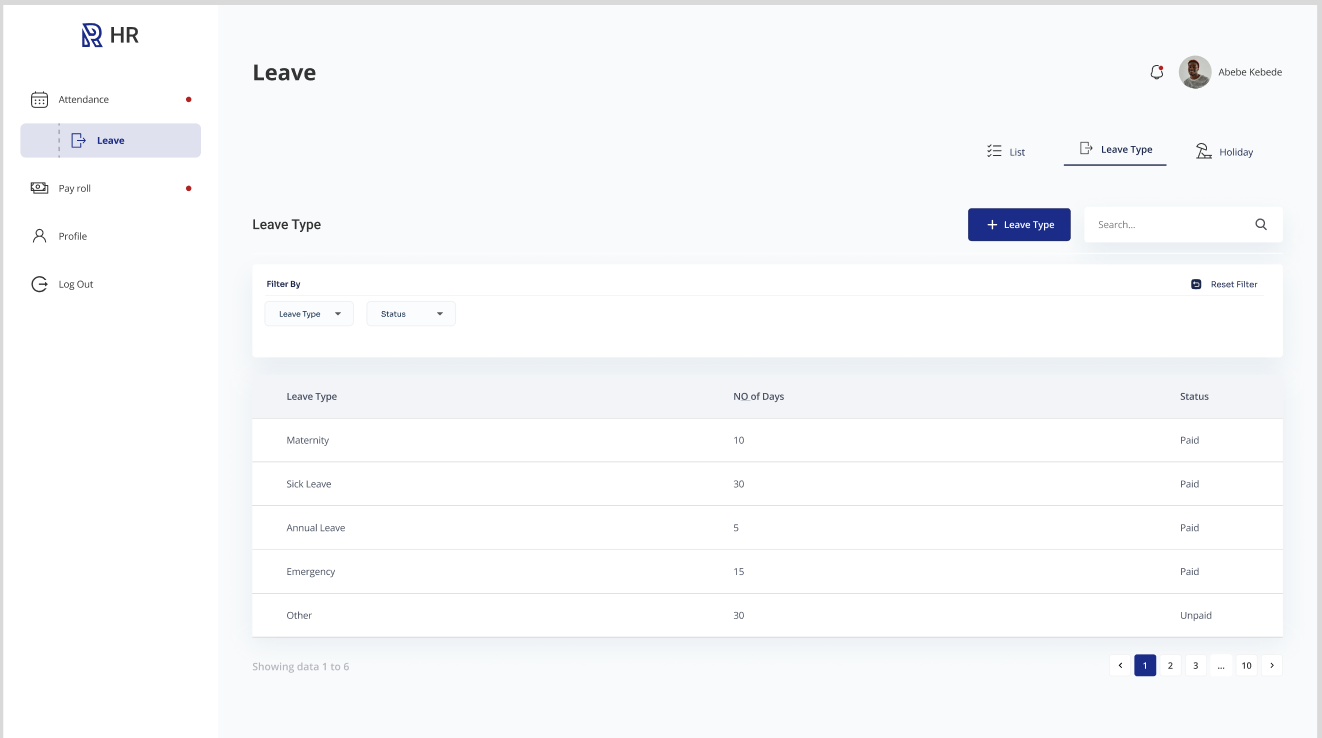 HR
Attendance
Leave
Pay roll
Profile
Log Out
Leave
Abebe Kebede
List
Leave Type
Holiday
Leave Type
+ Leave Type
Search...
Filter By
Reset Filter
Leave Type
Status
Leave Type NO of Days Status
Maternity 10 Paid
Sick Leave 30 Paid
Annual Leave 5 Paid
Emergency 15 Paid
Other 30 Unpaid
Showing data 1 to 6
< 1 2 3 ... 10 >